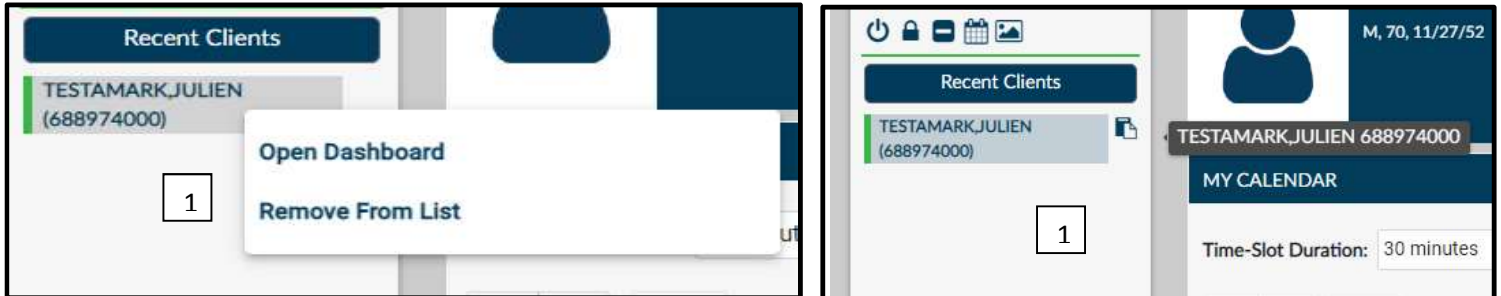 Recent Clients
TESTAMARK,JULIEN
(688974000)
Open Dashboard
Remove From List
1
M, 70, 11/27/52
Recent Clients
TESTAMARK,JULIEN
(688974000)
TESTAMARK,JULIEN 688974000
MY CALENDAR
1
Time-Slot Duration: 30 minutes